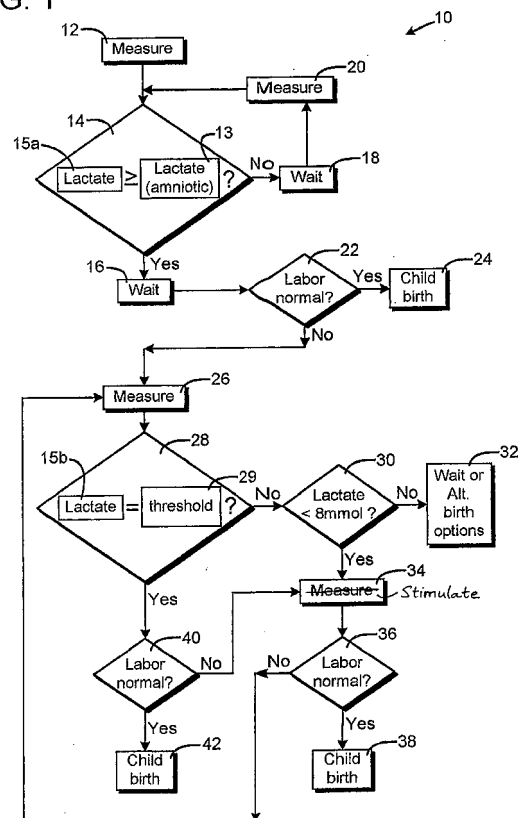 G. 1
10
12
Measure
20
Measure
14
15a
13
Lactate ≥ Lactate (amniotic) ?
No
18
Wait
Yes
16
Wait
22
Labor
normal?
Yes
24
Child
birth
No
26
Measure
28
15b
29
Lactate = threshold ?
No
30
Lactate
< 8mmol ?
No
32
Wait or
Alt.
birth
options
Yes
Yes
34
Measure
Stimulate
40
Labor
normal?
No
36
Labor
normal?
No
Yes
42
Child
birth
Yes
38
Child
birth